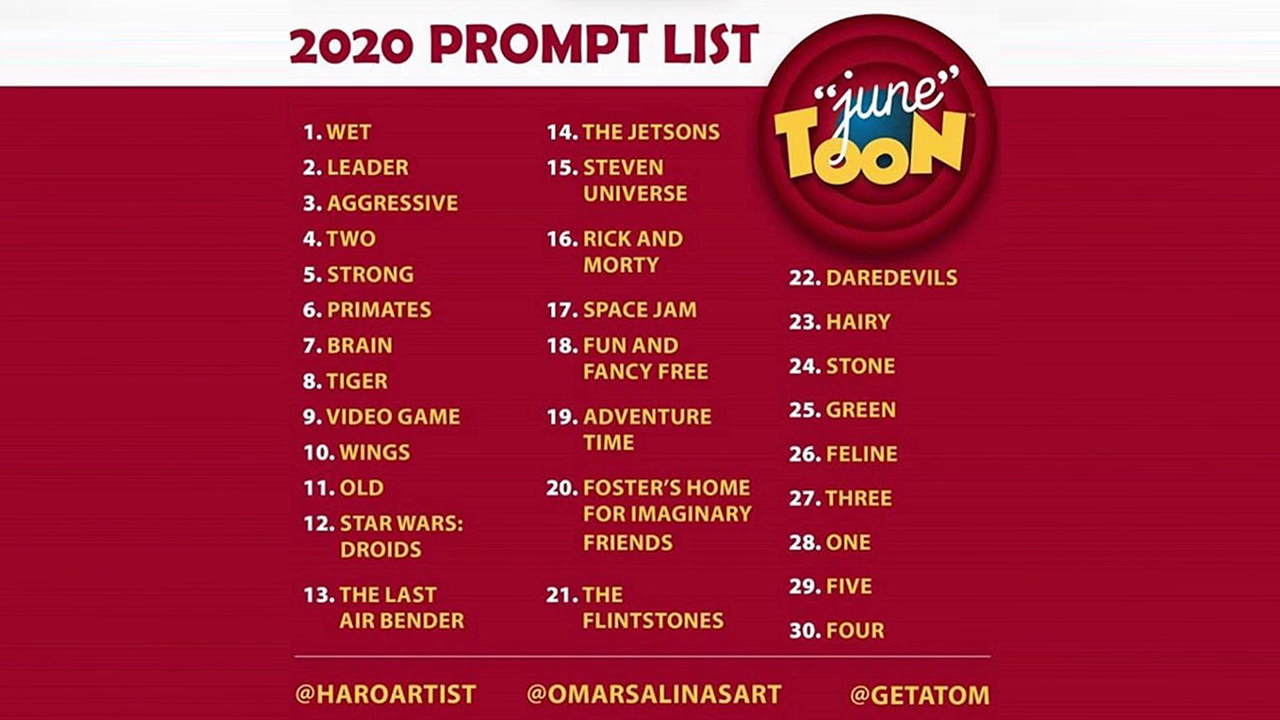 2020 PROMPT LIST
“june”
TOON™
1. WET
2. LEADER
3. AGGRESSIVE
4. TWO
5. STRONG
6. PRIMATES
7. BRAIN
8. TIGER
9. VIDEO GAME
10. WINGS
11. OLD
12. STAR WARS:
DROIDS
13. THE LAST
AIR BENDER
14. THE JETSONS
15. STEVEN
UNIVERSE
16. RICK AND
MORTY
17. SPACE JAM
18. FUN AND
FANCY FREE
19. ADVENTURE
TIME
20. FOSTER'S HOME
FOR IMAGINARY
FRIENDS
21. THE
FLINTSTONES
22. DAREDEVILS
23. HAIRY
24. STONE
25. GREEN
26. FELINE
27. THREE
28. ONE
29. FIVE
30. FOUR
@HAROARTIST
@OMARSALINASART
@GETATOM